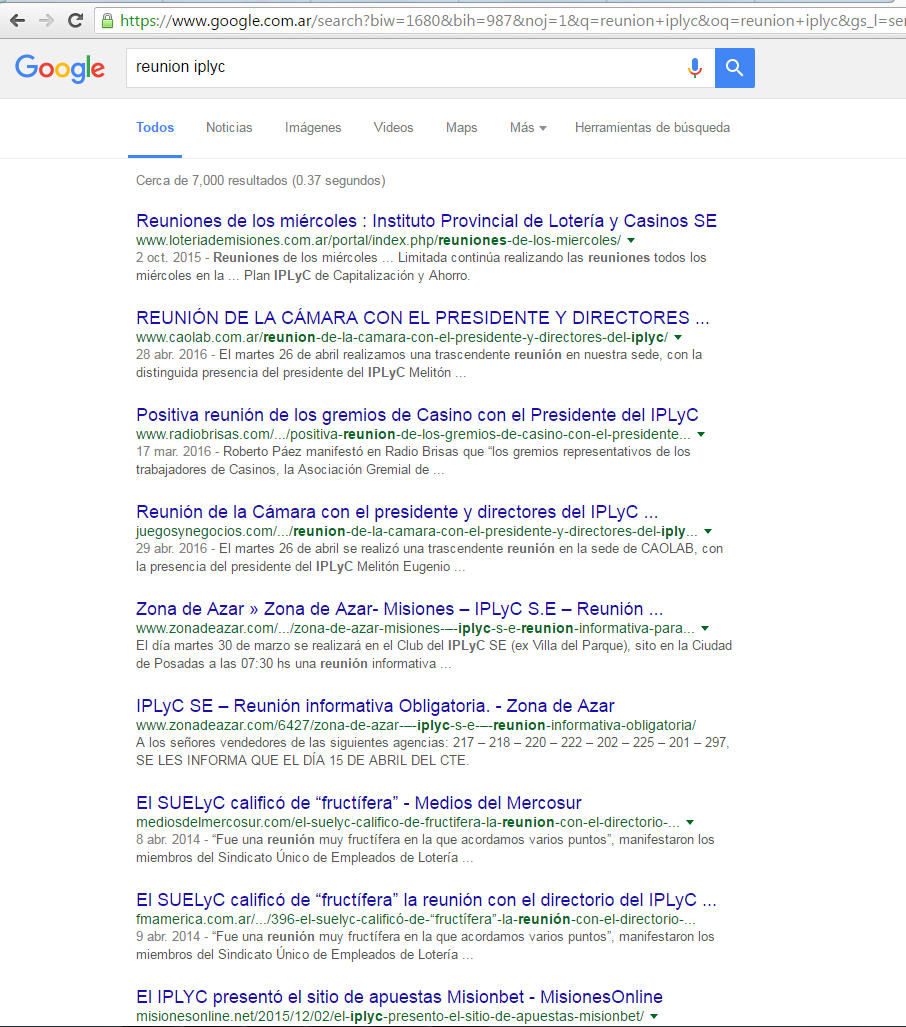 https://www.google.com.ar/search?biw=1680&bih=987&noj=1&q=reunion+iplyc&oq=reunion+iplyc&gs_l=ser
Google
reunion iplyc
Todos Noticias Imágenes Videos Maps Más Herramientas de búsqueda
Cerca de 7,000 resultados (0.37 segundos)
Reuniones de los miércoles : Instituto Provincial de Lotería y Casinos SE
www.loteriademisiones.com.ar/portal/index.php/reuniones-de-los-miercoles/
2 oct. 2015 - Reuniones de los miércoles ... Limitada continúa realizando las reuniones todos los
miércoles en la ... Plan IPLyC de Capitalización y Ahorro.
REUNIÓN DE LA CÁMARA CON EL PRESIDENTE Y DIRECTORES ...
www.caolab.com.ar/reunion-de-la-camara-con-el-presidente-y-directores-del-iplyc/
28 abr. 2016 - El martes 26 de abril realizamos una trascendente reunión en nuestra sede, con la
distinguida presencia del presidente del IPLyC Melitón ...
Positiva reunión de los gremios de Casino con el Presidente del IPLyC
www.radiobrisas.com/.../positiva-reunion-de-los-gremios-de-casino-con-el-presidente...
17 mar. 2016 - Roberto Páez manifestó en Radio Brisas que “los gremios representativos de los
trabajadores de Casinos, la Asociación Gremial de ...
Reunión de la Cámara con el presidente y directores del IPLyC ...
juegosynegocios.com/.../reunion-de-la-camara-con-el-presidente-y-directores-del-iply...
29 abr. 2016 - El martes 26 de abril se realizó una trascendente reunión en la sede de CAOLAB, con
la presencia del presidente del IPLyC Melitón Eugenio ...
Zona de Azar » Zona de Azar- Misiones – IPLyC S.E – Reunión ...
www.zonadeazar.com/.../zona-de-azar-misiones-–-iplyc-s-e-reunion-informativa-para...
El día martes 30 de marzo se realizará en el Club del IPLyC SE (ex Villa del Parque), sito en la Ciudad
de Posadas a las 07:30 hs una reunión informativa ...
IPLyC SE – Reunión informativa Obligatoria. - Zona de Azar
www.zonadeazar.com/6427/zona-de-azar-–-iplyc-s-e-–-reunion-informativa-obligatoria/
A los señores vendedores de las siguientes agencias: 217 – 218 – 220 – 222 – 202 – 225 – 201 – 297,
SE LES INFORMA QUE EL DÍA 15 DE ABRIL DEL CTE.
El SUELyC calificó de “fructífera” - Medios del Mercosur
mediosdelmercosur.com/el-suelyc-califico-de-fructifera-la-reunion-con-el-directorio-...
8 abr. 2014 - “Fue una reunión muy fructífera en la que acordamos varios puntos”, manifestaron los
miembros del Sindicato Único de Empleados de Lotería ...
El SUELyC calificó de “fructífera” la reunión con el directorio del IPLyC ...
fmamerica.com.ar/.../396-el-suelyc-calificó-de-“fructífera”-la-reunión-con-el-directorio-...
9 abr. 2014 - “Fue una reunión muy fructífera en la que acordamos varios puntos”, manifestaron los
miembros del Sindicato Único de Empleados de Lotería ...
El IPLYC presentó el sitio de apuestas Misionbet - MisionesOnline
misionesonline.net/2015/12/02/el-iplyc-presento-el-sitio-de-apuestas-misionbet/